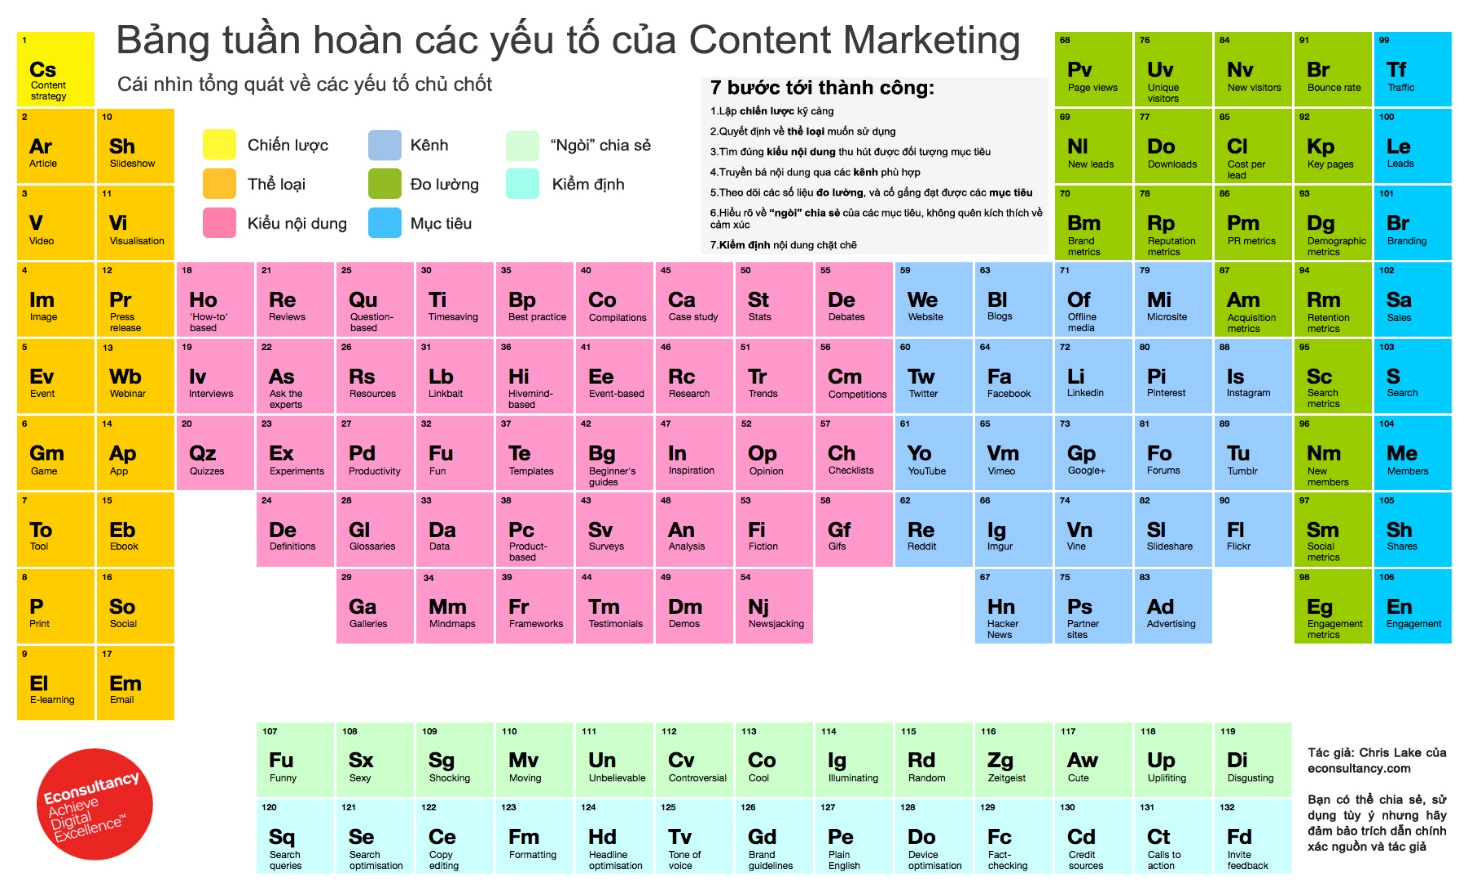 Bảng tuần hoàn các yếu tố của Content Marketing
Cái nhìn tổng quát về các yếu tố chủ chốt
Chiến lược
Thể loại
Kiểu nội dung
Kênh
Đo lường
Mục tiêu
“Ngòi” chia sẻ
Kiểm định
7 bước tới thành công:
1.Lập chiến lược kỹ càng
2.Quyết định về thể loại muốn sử dụng
3.Tìm đúng kiểu nội dung thu hút được đối tượng mục tiêu
4.Truyền bá nội dung qua các kênh phù hợp
5.Theo dõi các số liệu đo lường, và cố gắng đạt được các mục tiêu
6.Hiểu rõ về “ngòi” chia sẻ của các mục tiêu, không quên kích thích về
cảm xúc
7.Kiểm định nội dung chặt chẽ
1 Cs Content strategy
68 Pv Page views
76 Uv Unique visitors
84 Nv New visitors
91 Br Bounce rate
99 Tf Traffic
2 Ar Article
10 Sh Slideshow
69 Nl New leads
77 Do Downloads
85 Cl Cost per lead
92 Kp Key pages
100 Le Leads
3 V Video
11 Vi Visualisation
70 Bm Brand metrics
78 Rp Reputation metrics
86 Pm PR metrics
93 Dg Demographic metrics
101 Br Branding
4 Im Image
12 Pr Press release
18 Ho 'How-to' based
21 Re Reviews
25 Qu Question-based
30 Ti Timesaving
35 Bp Best practice
40 Co Compilations
45 Ca Case study
50 St Stats
55 De Debates
59 We Website
63 Bl Blogs
71 Of Offline media
79 Mi Microsite
87 Am Acquisition metrics
94 Rm Retention metrics
102 Sa Sales
5 Ev Event
13 Wb Webinar
19 Iv Interviews
22 As Ask the experts
26 Rs Resources
31 Lb Linkbait
36 Hi Hivemind-based
41 Ee Event-based
46 Rc Research
51 Tr Trends
56 Cm Competitions
60 Tw Twitter
64 Fa Facebook
72 Li Linkedin
80 Pi Pinterest
88 Is Instagram
95 Sc Search metrics
103 S Search
6 Gm Game
14 Ap App
20 Qz Quizzes
23 Ex Experiments
27 Pd Productivity
32 Fu Fun
37 Te Templates
42 Bg Beginner's guides
47 In Inspiration
52 Op Opinion
57 Ch Checklists
61 Yo YouTube
65 Vm Vimeo
73 Gp Google+
81 Fo Forums
89 Tu Tumblr
96 Nm New members
104 Me Members
7 To Tool
15 Eb Ebook
24 De Definitions
28 Gl Glossaries
33 Da Data
38 Pc Product-based
43 Sv Surveys
48 An Analysis
53 Fi Fiction
58 Gf Gifs
62 Re Reddit
66 Ig Imgur
74 Vn Vine
82 Sl Slideshare
90 Fl Flickr
97 Sm Social metrics
105 Sh Shares
8 P Print
16 So Social
29 Ga Galleries
34 Mm Mindmaps
39 Fr Frameworks
44 Tm Testimonials
49 Dm Demos
54 Nj Newsjacking
67 Hn Hacker News
75 Ps Partner sites
83 Ad Advertising
98 Eg Engagement metrics
106 En Engagement
9 El E-learning
17 Em Email
107 Fu Funny
108 Sx Sexy
109 Sg Shocking
110 Mv Moving
111 Un Unbelievable
112 Cv Controversial
113 Co Cool
114 Ig Illuminating
115 Rd Random
116 Zg Zeitgeist
117 Aw Cute
118 Up Uplifiting
119 Di Disgusting
120 Sq Search queries
121 Se Search optimisation
122 Ce Copy editing
123 Fm Formatting
124 Hd Headline optimisation
125 Tv Tone of voice
126 Gd Brand guidelines
127 Pe Plain English
128 Do Device optimisation
129 Fc Fact-checking
130 Cd Credit sources
131 Ct Calls to action
132 Fd Invite feedback
Econsultancy
Achieve
Digital
Excellence™
Tác giả: Chris Lake của
econsultancy.com
Bạn có thể chia sẻ, sử
dụng tùy ý nhưng hãy
đảm bảo trích dẫn chính
xác nguồn và tác giả